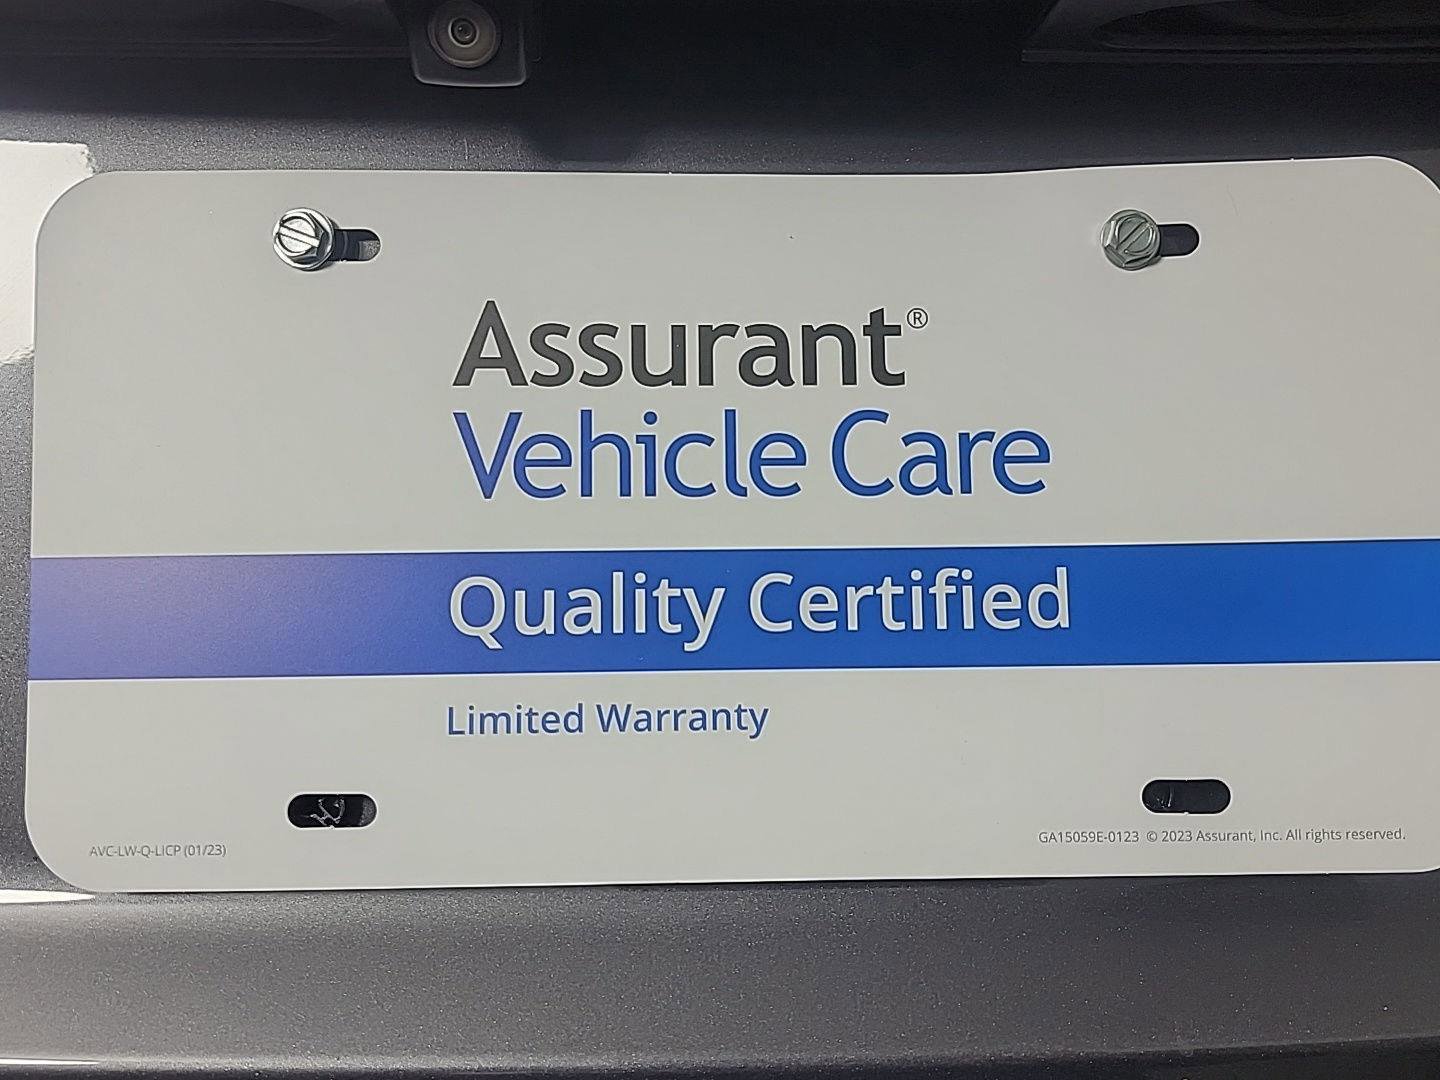 Assurant®
Vehicle Care
Quality Certified
Limited Warranty
AVC-LW-Q-LICP (01/23)
GA15059E-0123 © 2023 Assurant, Inc. All rights reserved.